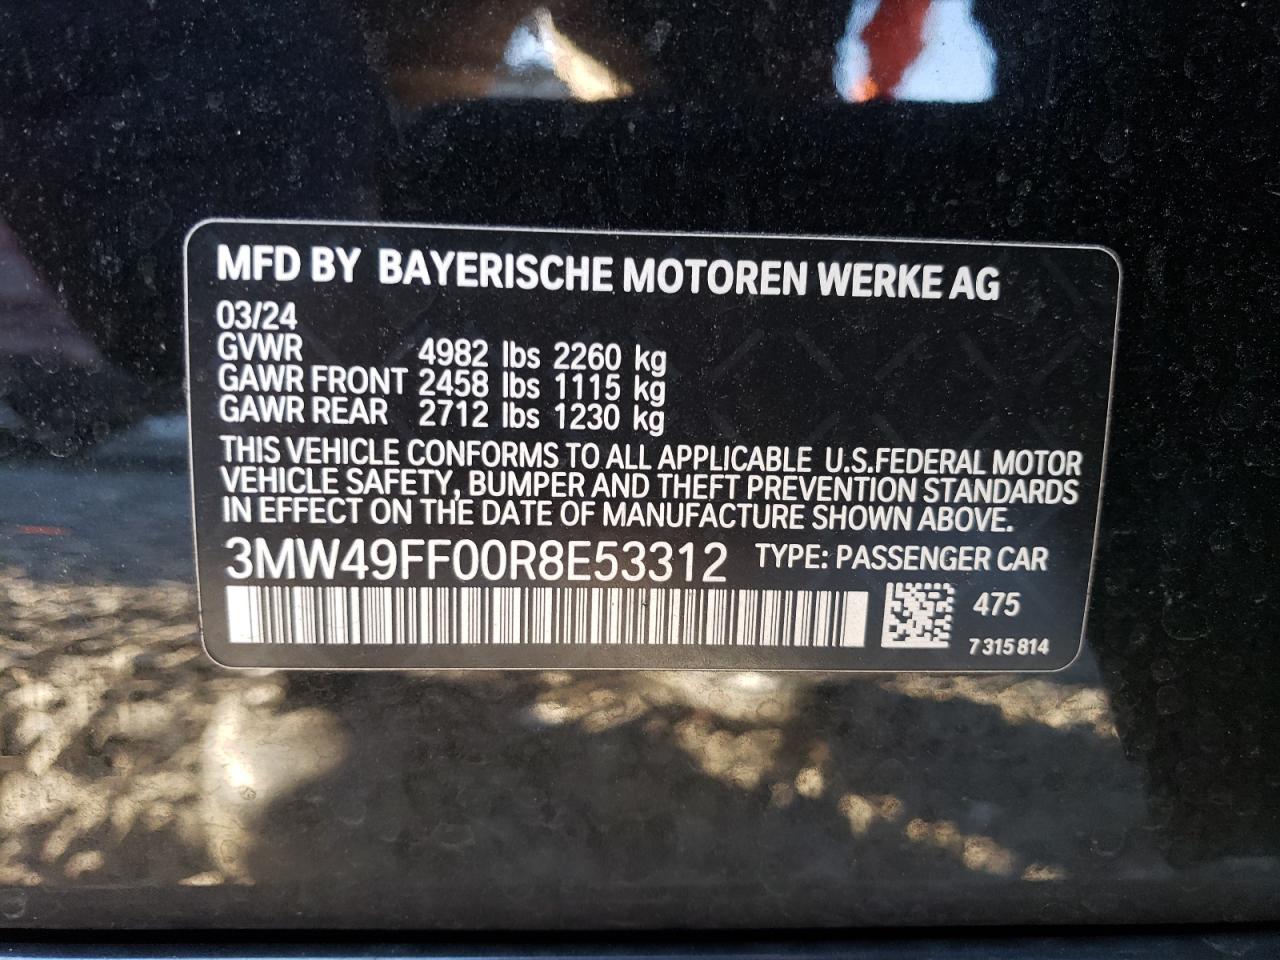 MFD BY BAYERISCHE MOTOREN WERKE AG
03/24
GVWR 4982 lbs 2260 kg
GAWR FRONT 2458 lbs 1115 kg
GAWR REAR 2712 lbs 1230 kg
THIS VEHICLE CONFORMS TO ALL APPLICABLE U.S.FEDERAL MOTOR
VEHICLE SAFETY, BUMPER AND THEFT PREVENTION STANDARDS
IN EFFECT ON THE DATE OF MANUFACTURE SHOWN ABOVE.
3MW49FF00R8E53312 TYPE: PASSENGER CAR
475
7 315 814